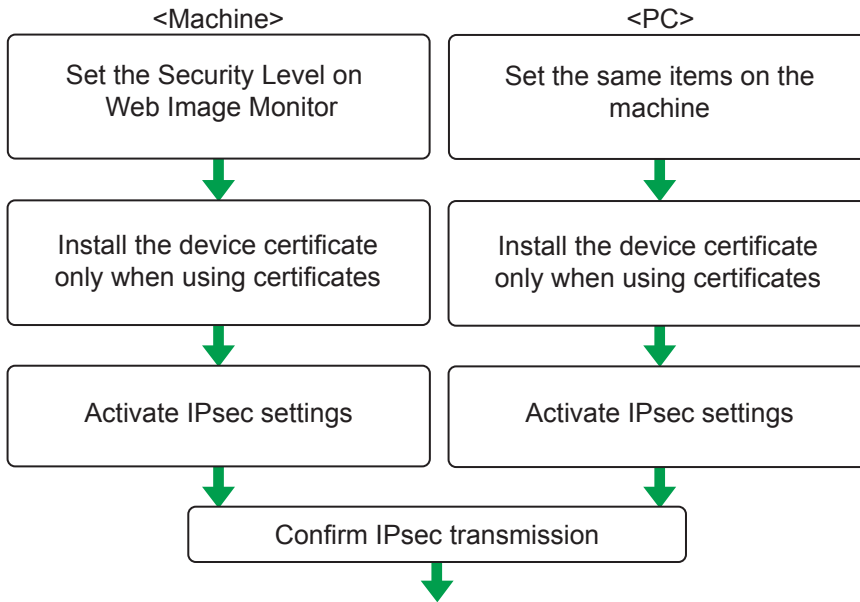 <Machine>
<PC>
Set the Security Level on
Web Image Monitor
Set the same items on the
machine
Install the device certificate
only when using certificates
Install the device certificate
only when using certificates
Activate IPsec settings
Activate IPsec settings
Confirm IPsec transmission